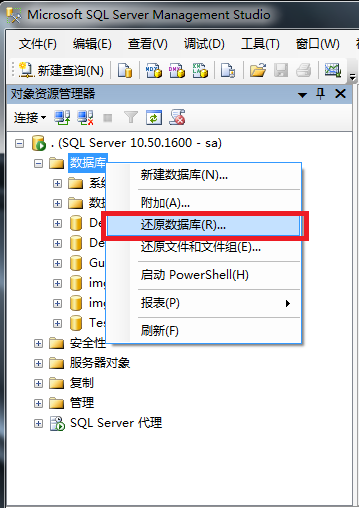 Microsoft SQL Server Management Studio
文件(F) 编辑(E) 查看(V) 调试(D) 工具(T) 窗口(W)
新建查询(N)
对象资源管理器
连接
. (SQL Server 10.50.1600 - sa)
数据库
新建数据库(N)...
系
附加(A)...
数据
De
还原数据库(R)...
De
还原文件和文件组(E)...
Gu
img
启动 PowerShell(H)
img
报表(P)
Tes
刷新(F)
安全性
服务器对象
复制
管理
SQL Server 代理